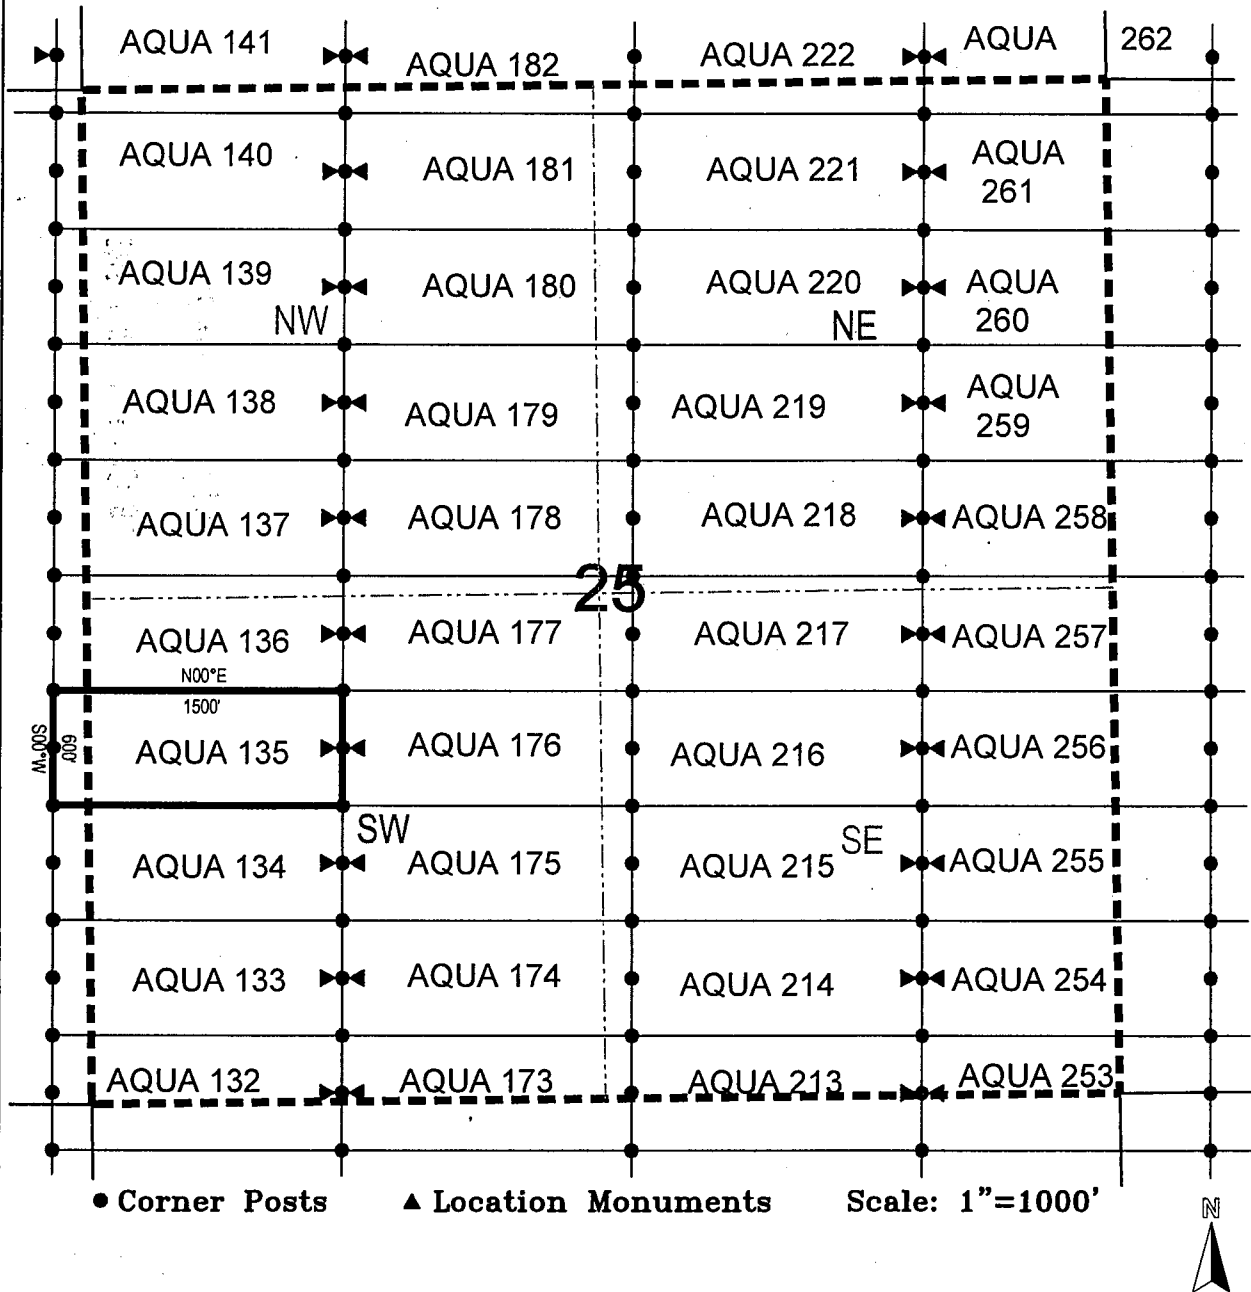 AQUA 141
AQUA 182
AQUA 222
AQUA 262
AQUA 140
AQUA 181
AQUA 221
AQUA
261
AQUA 139
AQUA 180
AQUA 220
AQUA
260
NW
NE
AQUA 138
AQUA 179
AQUA 219
AQUA
259
AQUA 137
AQUA 178
AQUA 218
AQUA 258
25
AQUA 136
AQUA 177
AQUA 217
AQUA 257
N00°E
1500'
S00°W
600'
AQUA 135
AQUA 176
AQUA 216
AQUA 256
SW
SE
AQUA 134
AQUA 175
AQUA 215
AQUA 255
AQUA 133
AQUA 174
AQUA 214
AQUA 254
AQUA 132
AQUA 173
AQUA 213
AQUA 253
Corner Posts
Location Monuments
Scale: 1"=1000'
N